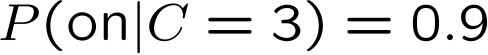 P(on|C = 3) = 0.9